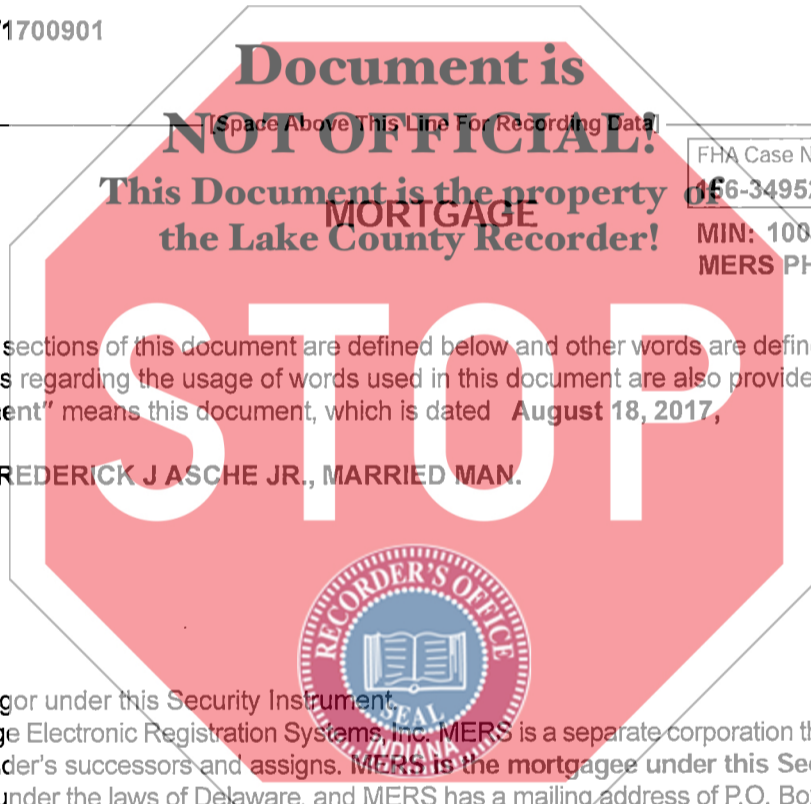 1700901
Document is
NOT OFFICIAL!
[Space Above This Line For Recording Data]
FHA Case N
This Document is the property of
156-3495
MORTGAGE
the Lake County Recorder!
MIN: 100
MERS PH
STOP
sections of this document are defined below and other words are defin
s regarding the usage of words used in this document are also provide
ent" means this document, which is dated August 18, 2017,
REDERICK J ASCHE JR., MARRIED MAN.
RECORDER'S OFFICE
SEAL
INDIANA
gor under this Security Instrument.
ge Electronic Registration Systems, Inc. MERS is a separate corporation th
der's successors and assigns. MERS is the mortgagee under this Sec
under the laws of Delaware, and MERS has a mailing address of P.O. Bo